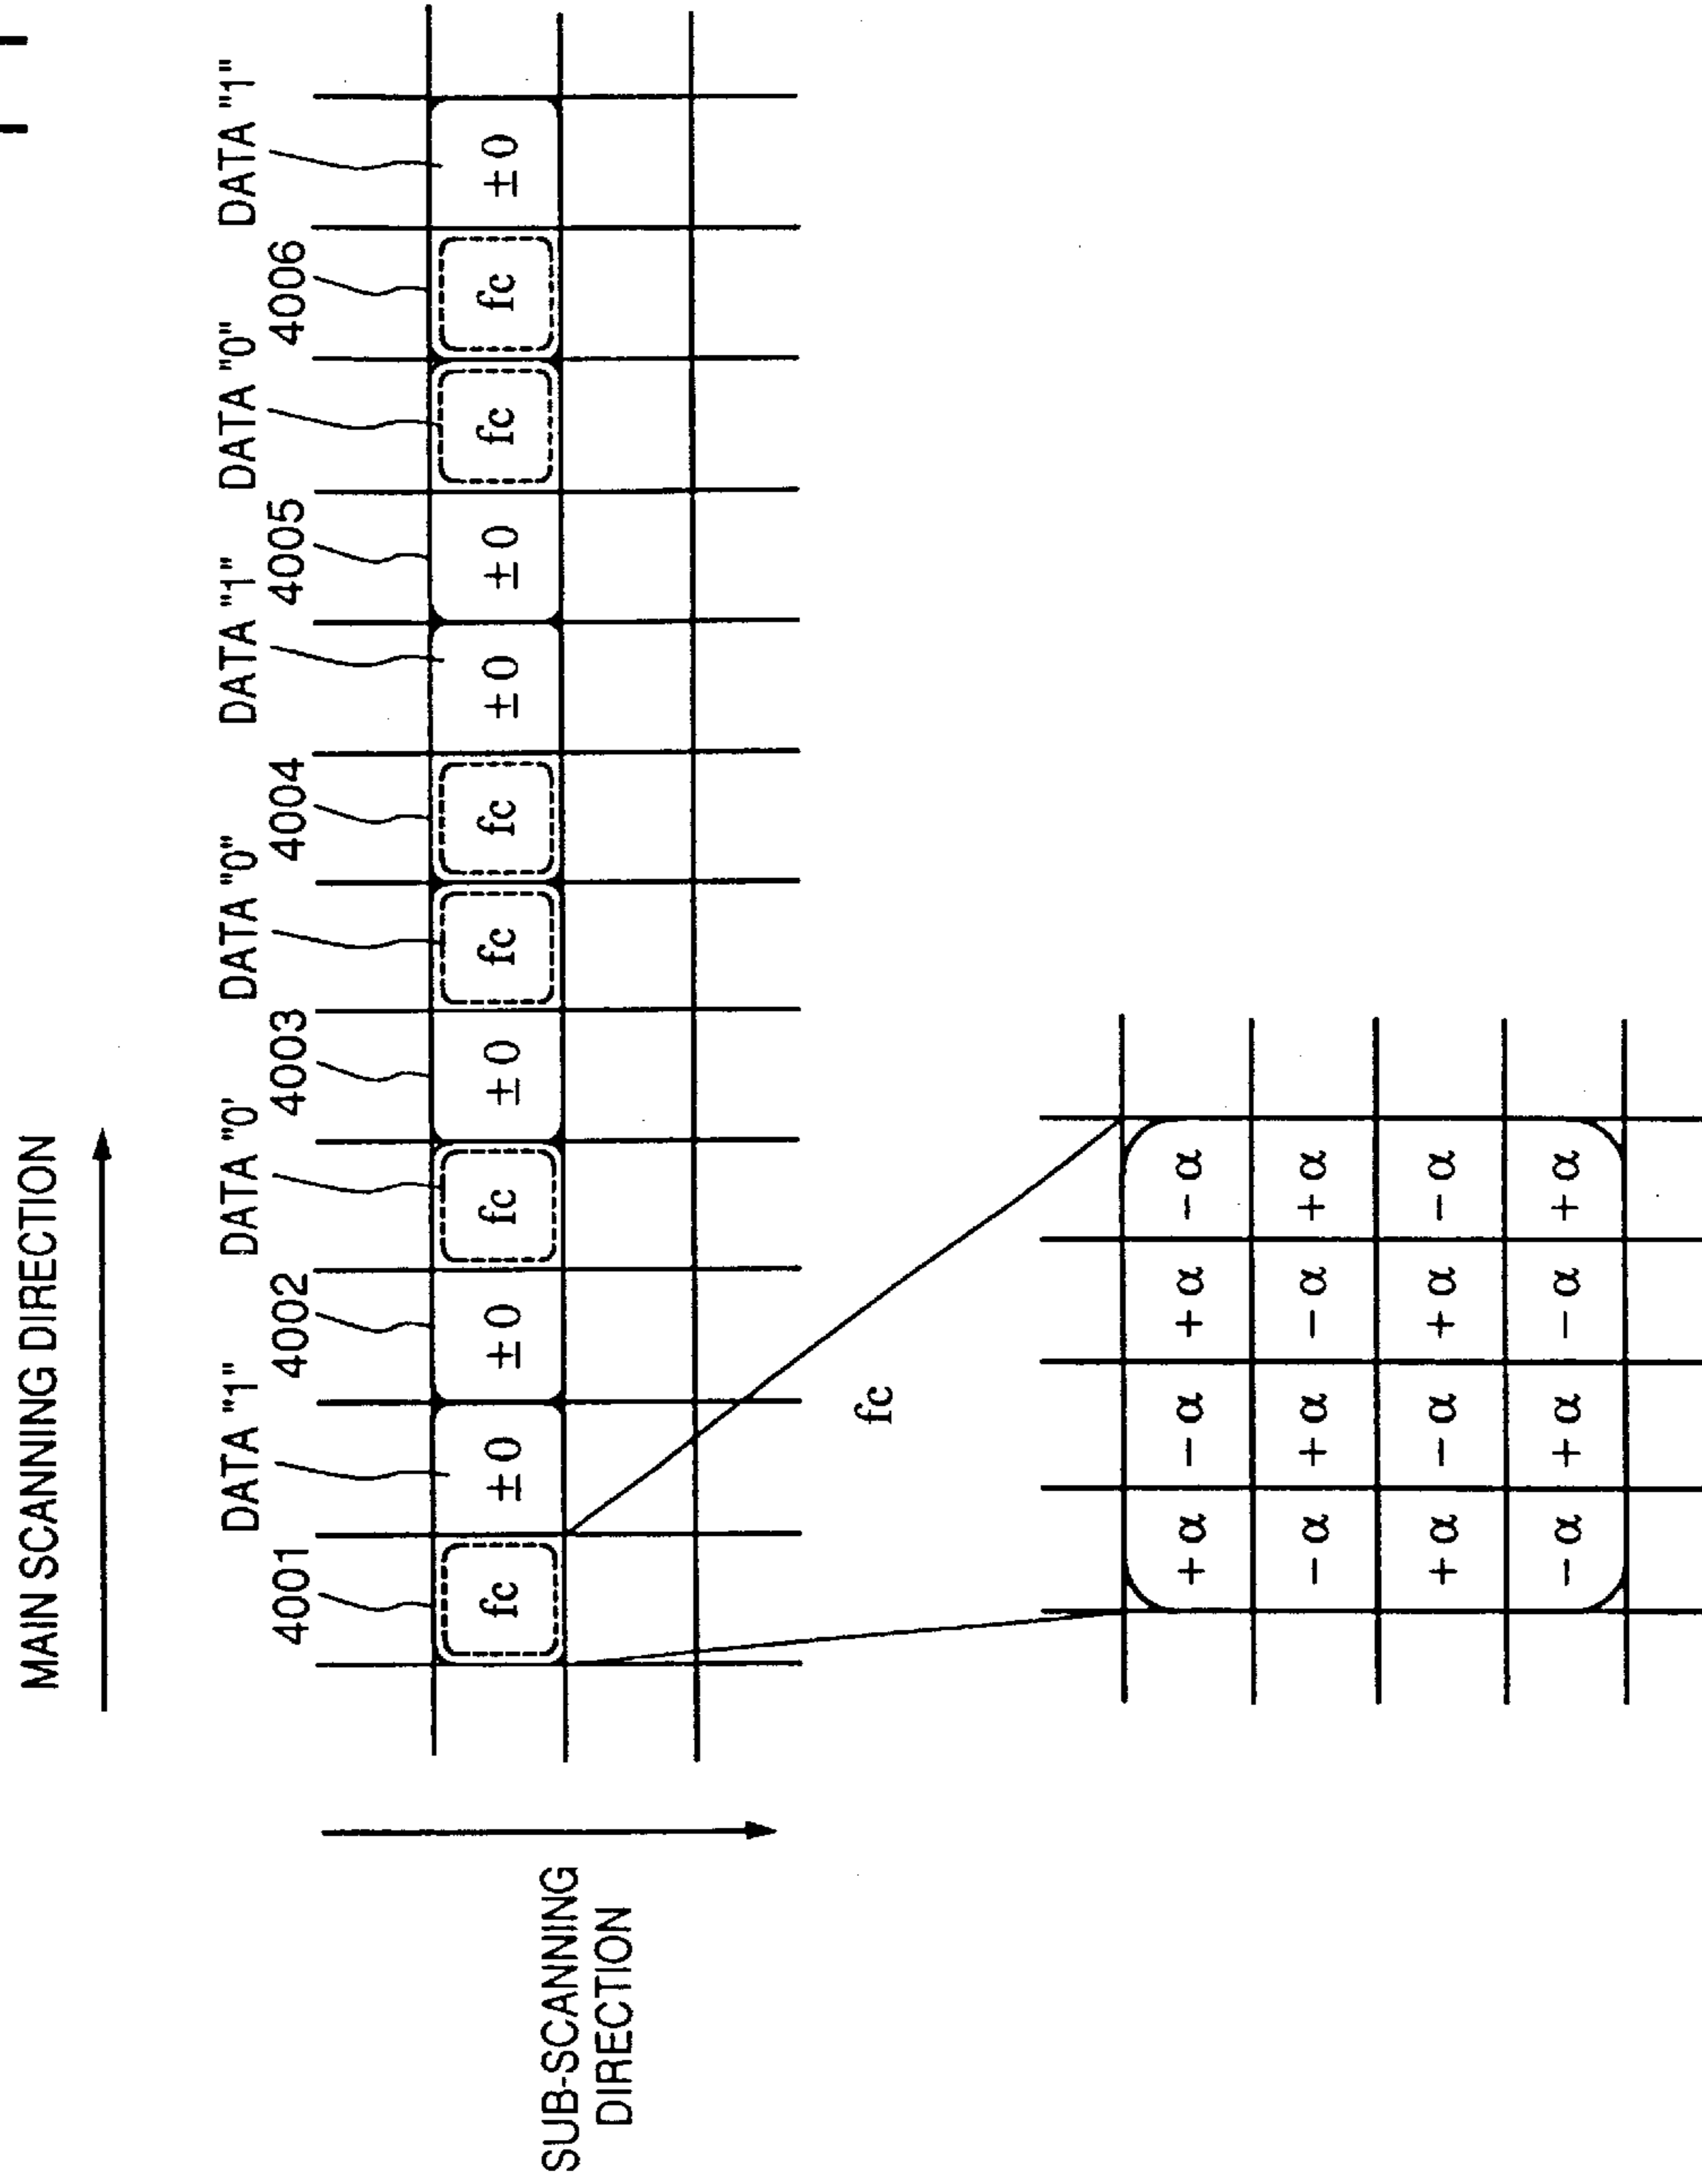 MAIN SCANNING DIRECTION
DATA "1" DATA "0' DATA "0" DATA "1" DATA "0" DATA "1"
4001 4002 4003 4004 4005 4006
fc ±0 ±0 fc ±0 fc fc ±0 ±0 fc fc ±0
SUB-SCANNING
DIRECTION
fc
+α −α +α −α
−α +α −α +α
+α −α +α −α
−α +α −α +α